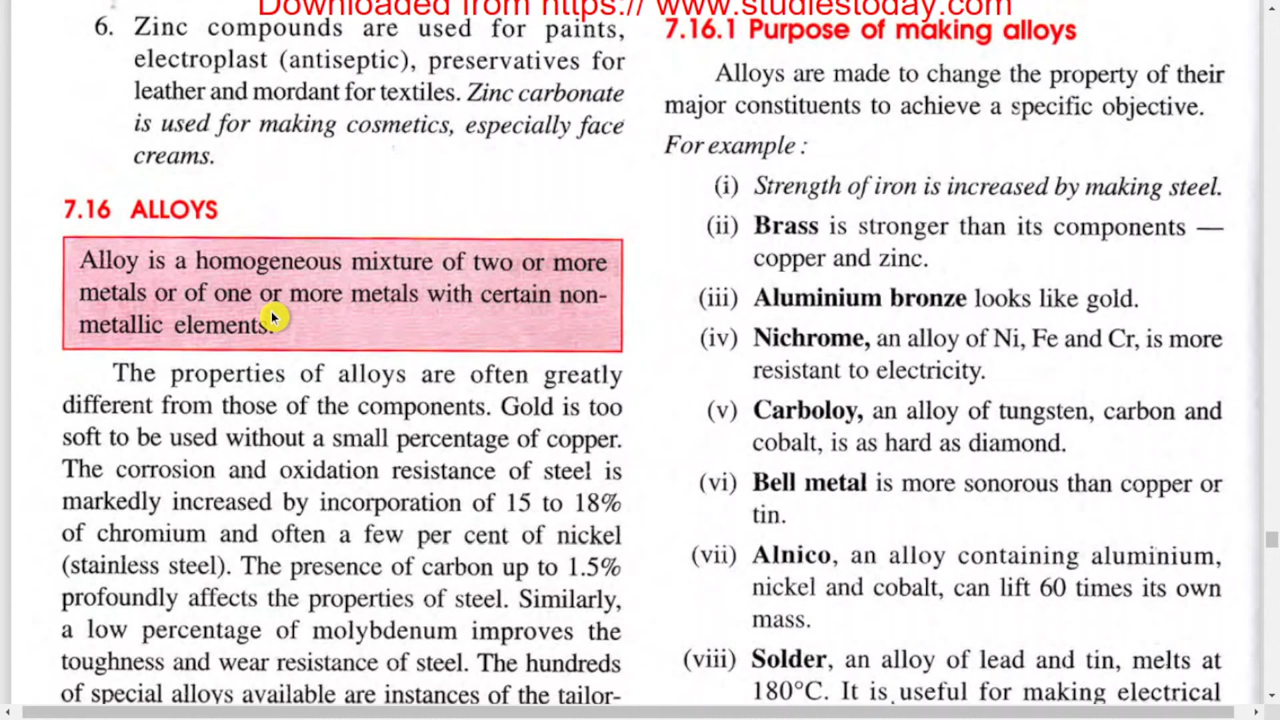 Downloaded from https:// www.studiestoday.com
6. Zinc compounds are used for paints,
electroplast (antiseptic), preservatives for
leather and mordant for textiles. Zinc carbonate
is used for making cosmetics, especially face
creams.
7.16 ALLOYS
Alloy is a homogeneous mixture of two or more
metals or of one or more metals with certain non-
metallic elements.
The properties of alloys are often greatly
different from those of the components. Gold is too
soft to be used without a small percentage of copper.
The corrosion and oxidation resistance of steel is
markedly increased by incorporation of 15 to 18%
of chromium and often a few per cent of nickel
(stainless steel). The presence of carbon up to 1.5%
profoundly affects the properties of steel. Similarly,
a low percentage of molybdenum improves the
toughness and wear resistance of steel. The hundreds
of special alloys available are instances of the tailor-
7.16.1 Purpose of making alloys
Alloys are made to change the property of their
major constituents to achieve a specific objective.
For example :
(i) Strength of iron is increased by making steel.
(ii) Brass is stronger than its components —
copper and zinc.
(iii) Aluminium bronze looks like gold.
(iv) Nichrome, an alloy of Ni, Fe and Cr, is more
resistant to electricity.
(v) Carboloy, an alloy of tungsten, carbon and
cobalt, is as hard as diamond.
(vi) Bell metal is more sonorous than copper or
tin.
(vii) Alnico, an alloy containing aluminium,
nickel and cobalt, can lift 60 times its own
mass.
(viii) Solder, an alloy of lead and tin, melts at
180°C. It is useful for making electrical